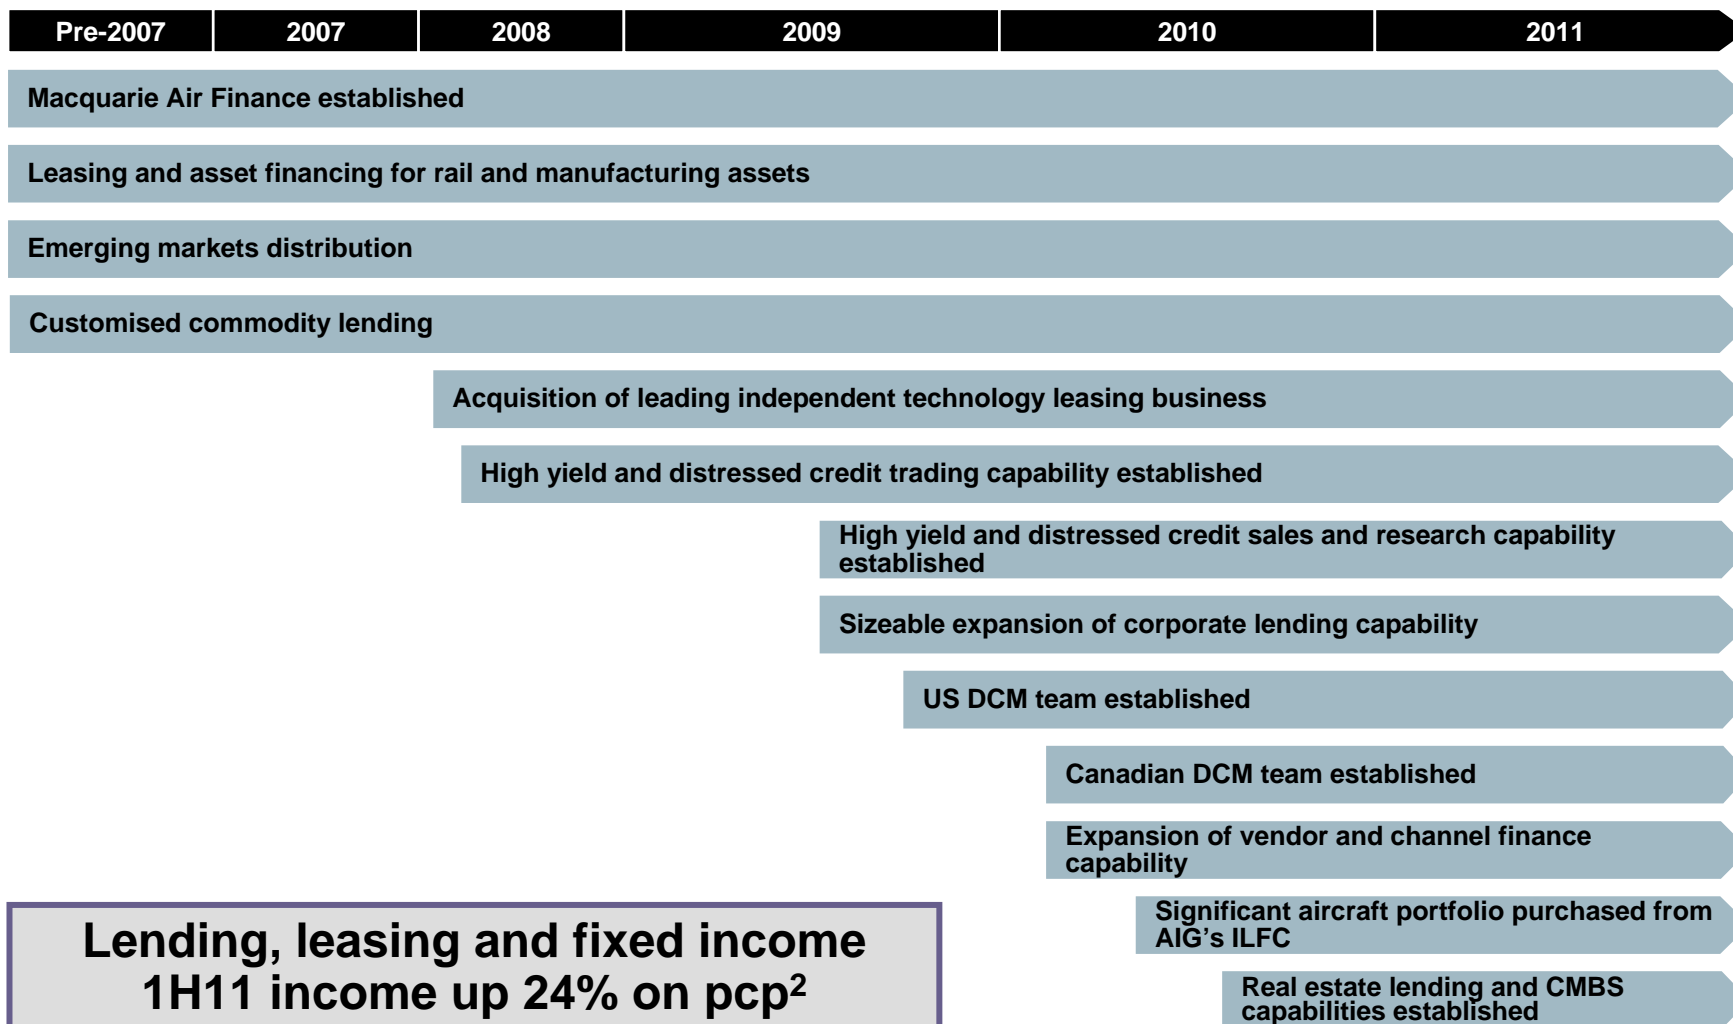 Pre-2007 2007 2008 2009 2010 2011
Macquarie Air Finance established
Leasing and asset financing for rail and manufacturing assets
Emerging markets distribution
Customised commodity lending
Acquisition of leading independent technology leasing business
High yield and distressed credit trading capability established
High yield and distressed credit sales and research capability
established
Sizeable expansion of corporate lending capability
US DCM team established
Canadian DCM team established
Expansion of vendor and channel finance
capability
Significant aircraft portfolio purchased from
AIG’s ILFC
Real estate lending and CMBS
capabilities established
Lending, leasing and fixed income
1H11 income up 24% on pcp²